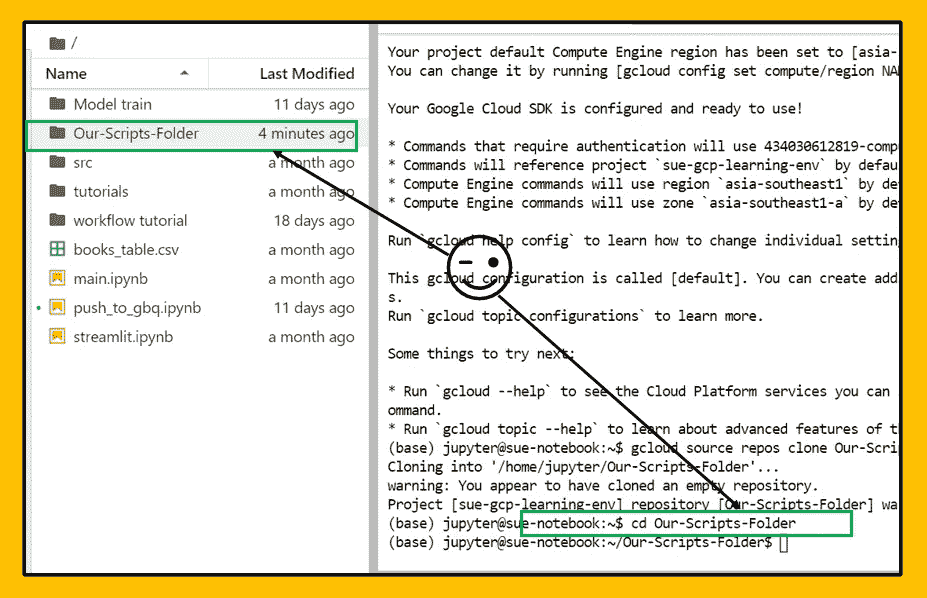 /
Name Last Modified
Model train 11 days ago
Our-Scripts-Folder 4 minutes ago
src a month ago
tutorials a month ago
workflow tutorial 18 days ago
books_table.csv a month ago
main.ipynb a month ago
push_to_gbq.ipynb 11 days ago
streamlit.ipynb a month ago
Your project default Compute Engine region has been set to [asia-
You can change it by running [gcloud config set compute/region NA
Your Google Cloud SDK is configured and ready to use!
* Commands that require authentication will use 434030612819-comp
* Commands will reference project `sue-gcp-learning-env` by defau
* Compute Engine commands will use region `asia-southeast1` by de
* Compute Engine commands will use zone `asia-southeast1-a` by de
Run `gcloud help config` to learn how to change individual settin
This gcloud configuration is called [default]. You can create add
s.
Run `gcloud topic configurations` to learn more.
Some things to try next:
* Run `gcloud --help` to see the Cloud Platform services you can
ommand.
* Run `gcloud topic --help` to learn about advanced features of t
(base) jupyter@sue-notebook:~$ gcloud source repos clone Our-Scri
Cloning into '/home/jupyter/Our-Scripts-Folder'...
warning: You appear to have cloned an empty repository.
Project [sue-gcp-learning-env] repository [Our-Scripts-Folder] wa
(base) jupyter@sue-notebook:~$ cd Our-Scripts-Folder
(base) jupyter@sue-notebook:~/Our-Scripts-Folder$